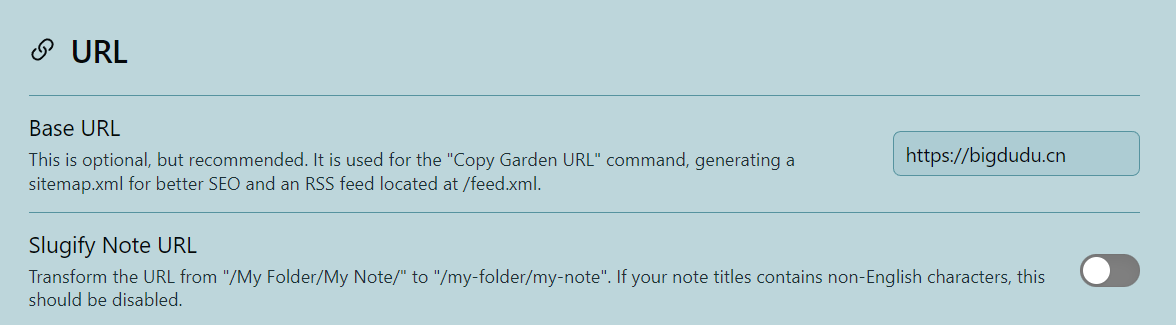 URL
Base URL
This is optional, but recommended. It is used for the "Copy Garden URL" command, generating a
sitemap.xml for better SEO and an RSS feed located at /feed.xml.
https://bigdudu.cn
Slugify Note URL
Transform the URL from "/My Folder/My Note/" to "/my-folder/my-note". If your note titles contains non-English characters, this
should be disabled.